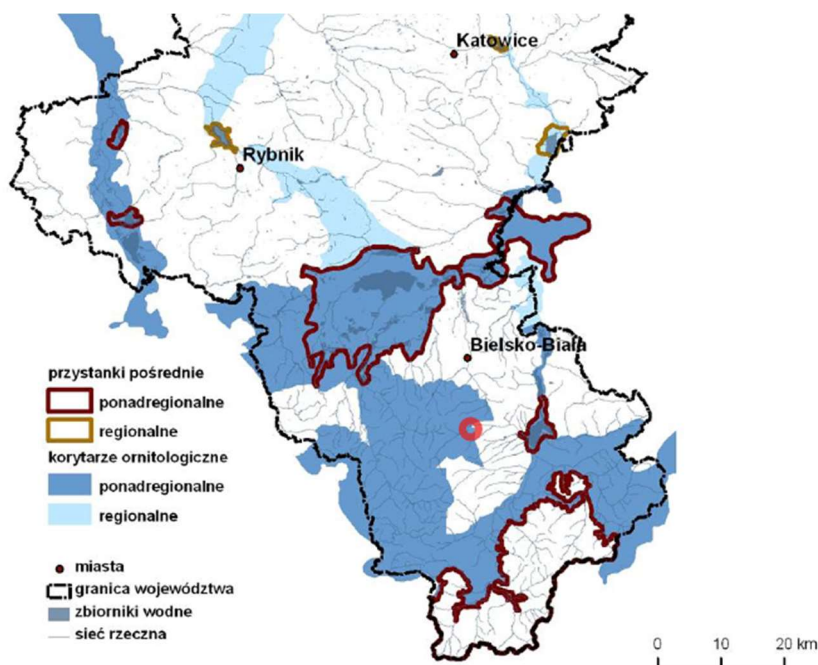 Katowice
Rybnik
Bielsko-Biała
przystanki pośrednie
ponadregionalne
regionalne
korytarze ornitologiczne
ponadregionalne
regionalne
miasta
granica województwa
zbiorniki wodne
sieć rzeczna
0 10 20 km